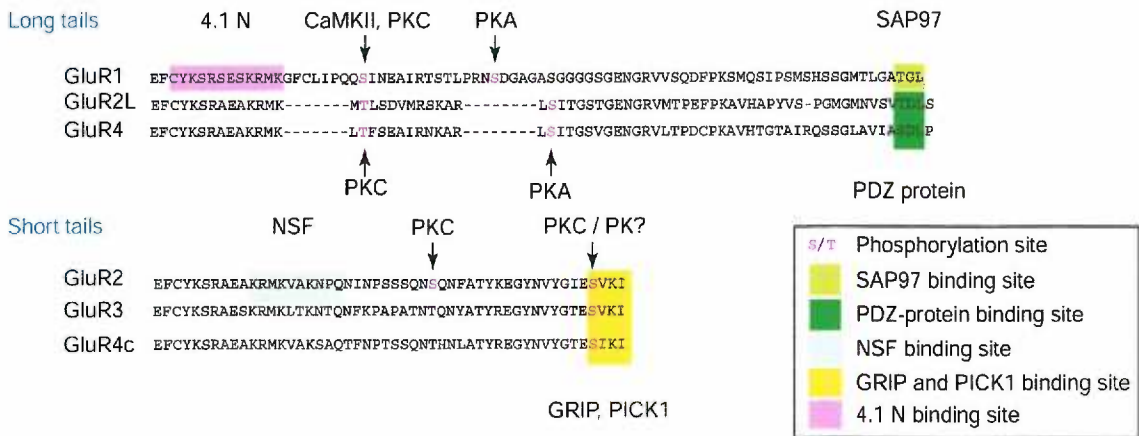 Long tails 4.1 N CaMKII, PKC PKA SAP97
GluR1 EFCYKSRSESKRMKGFCLIPQQSINEAIRTSTLPRNSDGAGASGGGGSGENGRVVSQDFPKSMQSIPSMSHSSGMTLGATGL
GluR2L EFCYKSRAEAKRMK-------MTLSDVMRSKAR-------LSITGSTGENGRVMTPEFPKAVHAPYVS-PGMGMNVSVTDLS
GluR4 EFCYKSRAEAKRMK-------LTFSEAIRNKAR-------LSITGSVGENGRVLTPDCPKAVHTGTAIRQSSGLAVIASDLP
PKC PKA PDZ protein
Short tails NSF PKC PKC / PK?
GluR2 EFCYKSRAEAKRMKVAKNPQNINPSSSQNSQNFATYKEGYNVYGIESVKI
GluR3 EFCYKSRAESKRMKLTKNTQNFKPAPATNTQNYATYREGYNVYGTESVKI
GluR4c EFCYKSRAEAKRMKVAKSAQTFNPTSSQNTHNLATYREGYNVYGTESIKI
GRIP, PICK1
S/T Phosphorylation site
SAP97 binding site
PDZ-protein binding site
NSF binding site
GRIP and PICK1 binding site
4.1 N binding site